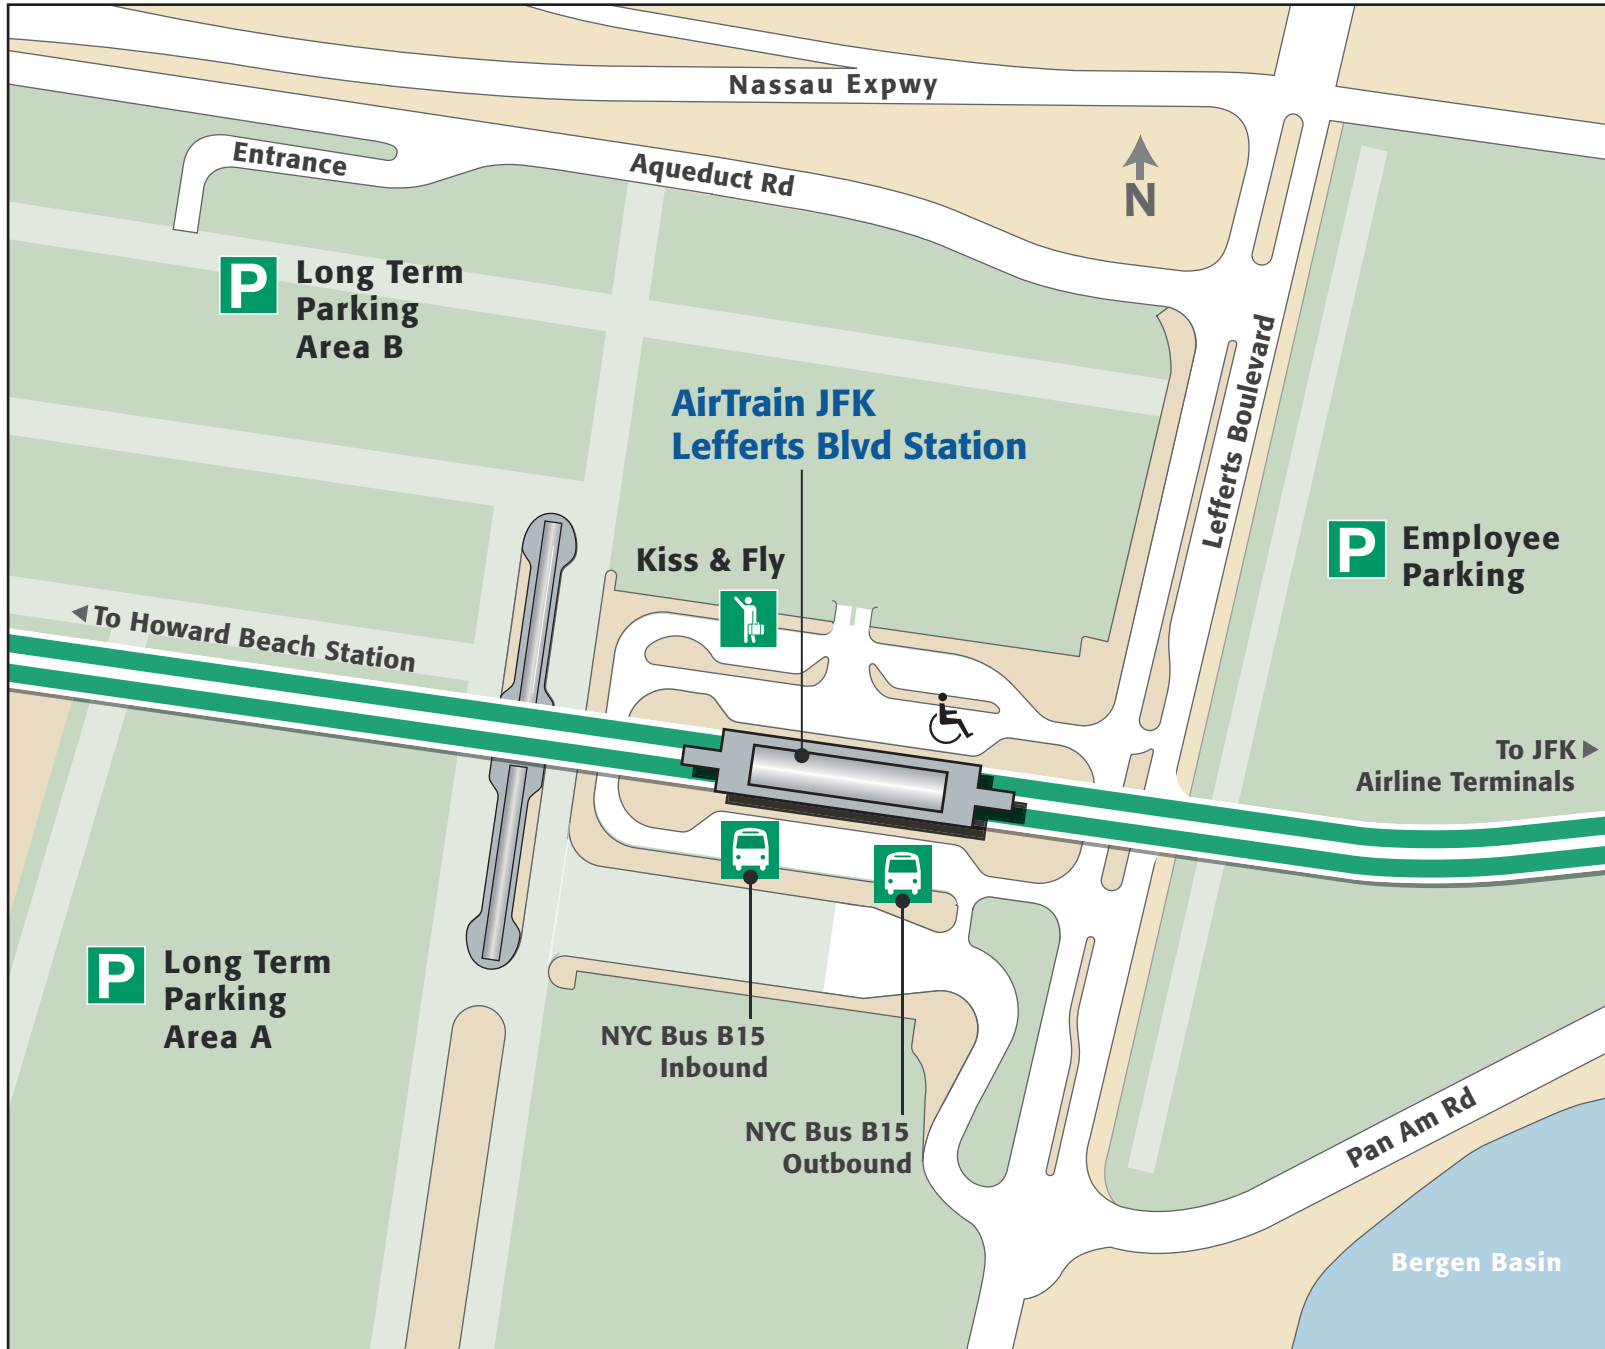 Nassau Expwy
Entrance
Aqueduct Rd
N
P
Long Term
Parking
Area B
Lefferts Boulevard
AirTrain JFK
Lefferts Blvd Station
P
Employee
Parking
Kiss & Fly
To Howard Beach Station
To JFK
Airline Terminals
P
Long Term
Parking
Area A
NYC Bus B15
Inbound
NYC Bus B15
Outbound
Pan Am Rd
Bergen Basin